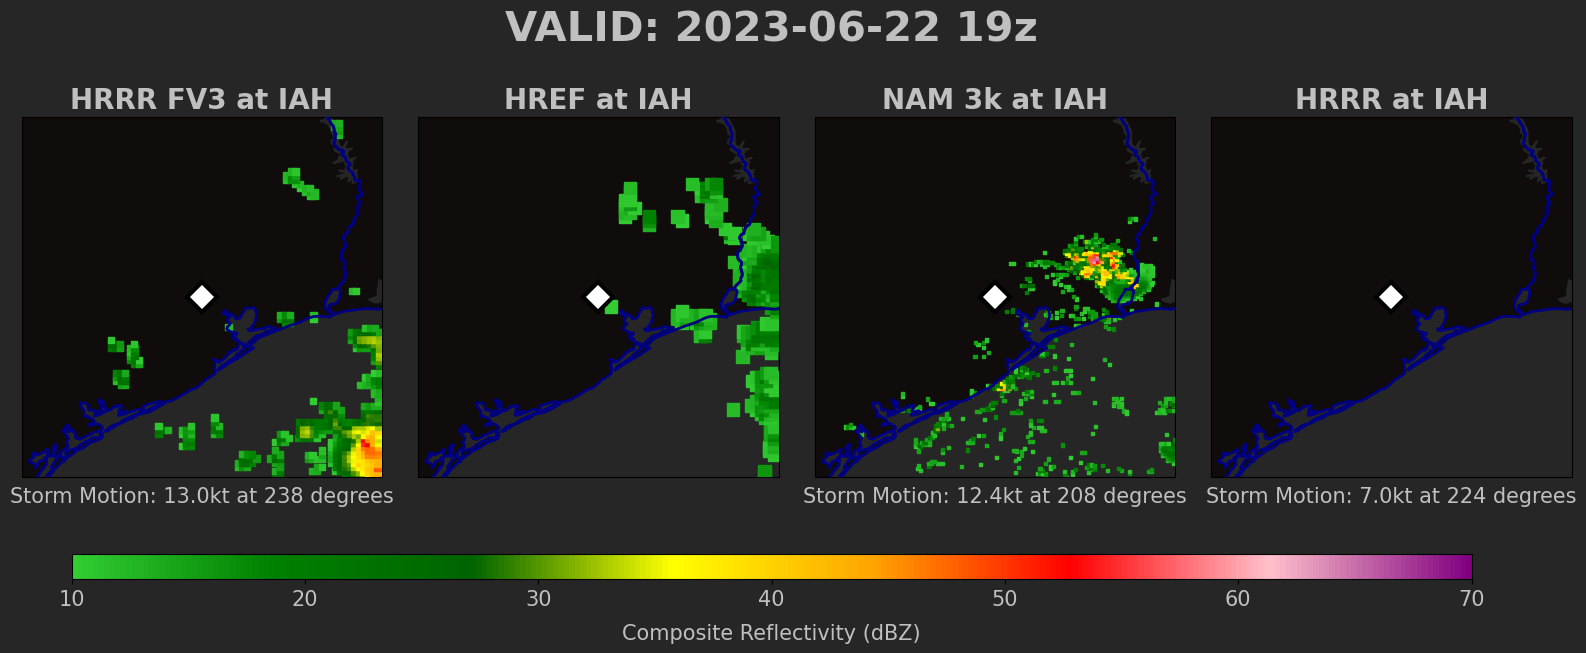 VALID: 2023-06-22 19z
HRRR FV3 at IAH
HREF at IAH
NAM 3k at IAH
HRRR at IAH
Storm Motion: 13.0kt at 238 degrees
Storm Motion: 12.4kt at 208 degrees
Storm Motion: 7.0kt at 224 degrees
10 20 30 40 50 60 70
Composite Reflectivity (dBZ)